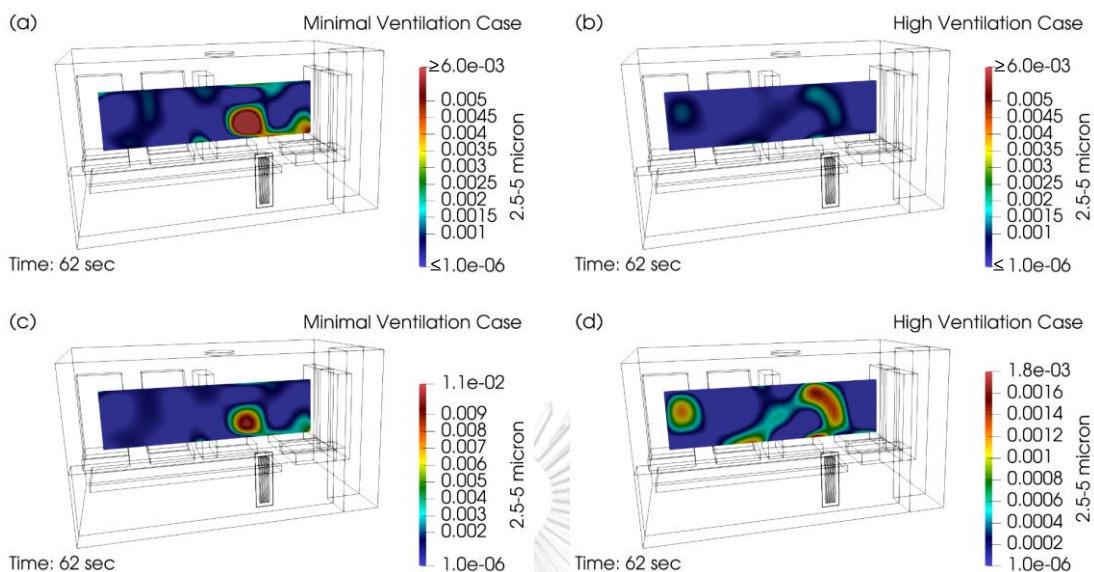 (a)
Minimal Ventilation Case
≥6.0e-03
0.005
0.004
0.0035
0.003
0.0025
0.002
0.0015
0.001
≤1.0e-06
2.5-5 micron
Time: 62 sec
(b)
High Ventilation Case
≥6.0e-03
0.005
0.004
0.0035
0.003
0.0025
0.002
0.0015
0.001
≤1.0e-06
2.5-5 micron
Time: 62 sec
(c)
Minimal Ventilation Case
1.1e-02
0.009
0.008
0.007
0.006
0.005
0.004
0.003
0.002
1.0e-06
2.5-5 micron
Time: 62 sec
(d)
High Ventilation Case
1.8e-03
0.0016
0.0014
0.0012
0.001
0.0008
0.0006
0.0004
0.0002
1.0e-06
2.5-5 micron
Time: 62 sec